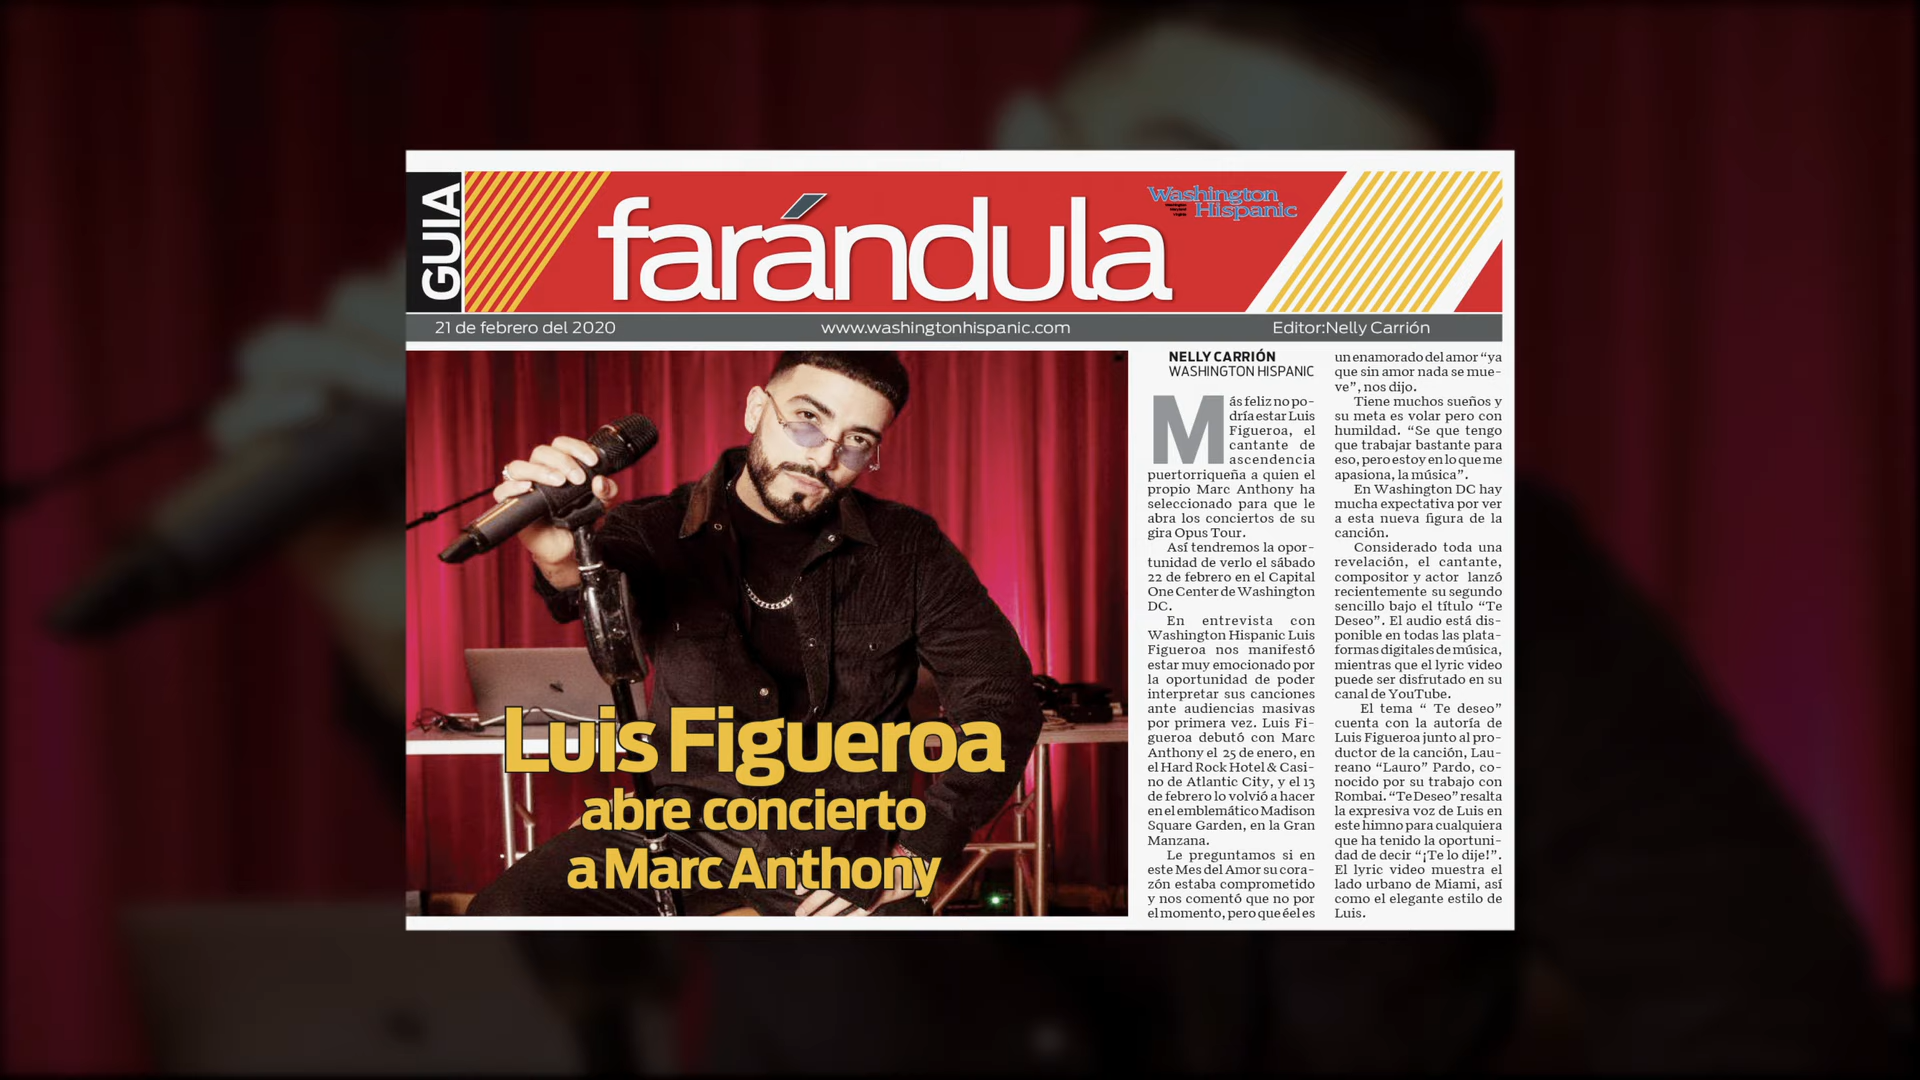 GUIA
farándula
Washington
Hispanic
21 de febrero del 2020
www.washingtonhispanic.com
Editor:Nelly Carrión
Luis Figueroa
abre concierto
a Marc Anthony
NELLY CARRIÓN
WASHINGTON HISPANIC
Más feliz no po-
dría estar Luis
Figueroa, el
cantante de
ascendencia
puertorriqueña a quien el
propio Marc Anthony ha
seleccionado para que le
abra los conciertos de su
gira Opus Tour.
Así tendremos la opor-
tunidad de verlo el sábado
22 de febrero en el Capital
One Center de Washington
DC.
En entrevista con
Washington Hispanic Luis
Figueroa nos manifestó
estar muy emocionado por
la oportunidad de poder
interpretar sus canciones
ante audiencias masivas
por primera vez. Luis Fi-
gueroa debutó con Marc
Anthony el 25 de enero, en
el Hard Rock Hotel & Casi-
no de Atlantic City, y el 13
de febrero lo volvió a hacer
en el emblemático Madison
Square Garden, en la Gran
Manzana.
Le preguntamos si en
este Mes del Amor su cora-
zón estaba comprometido
y nos comentó que no por
el momento, pero que éel es
un enamorado del amor “ya
que sin amor nada se mue-
ve”, nos dijo.
Tiene muchos sueños y
su meta es volar pero con
humildad. “Se que tengo
que trabajar bastante para
eso, pero estoy en lo que me
apasiona, la música”.
En Washington DC hay
mucha expectativa por ver
a esta nueva figura de la
canción.
Considerado toda una
revelación, el cantante,
compositor y actor lanzó
recientemente su segundo
sencillo bajo el título “Te
Deseo”. El audio está dis-
ponible en todas las plata-
formas digitales de música,
mientras que el lyric video
puede ser disfrutado en su
canal de YouTube.
El tema “ Te deseo”
cuenta con la autoría de
Luis Figueroa junto al pro-
ductor de la canción, Lau-
reano “Lauro” Pardo, co-
nocido por su trabajo con
Rombai. “Te Deseo” resalta
la expresiva voz de Luis en
este himno para cualquiera
que ha tenido la oportuni-
dad de decir “¡Te lo dije!”.
El lyric video muestra el
lado urbano de Miami, así
como el elegante estilo de
Luis.